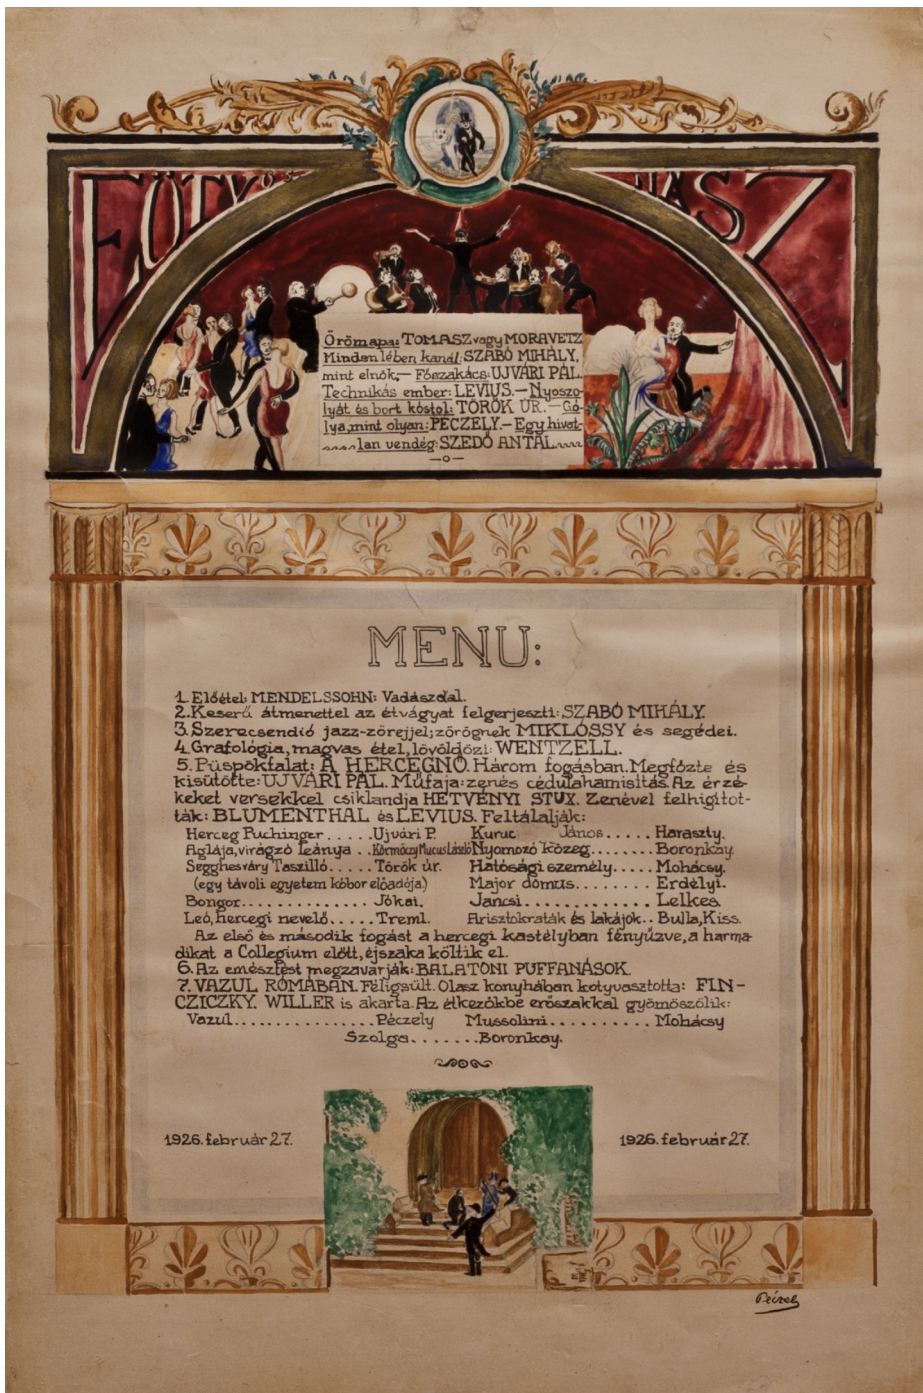 Örömapa: TOMASZ vagy MORAVETZ
Minden lében kanál: SZABÓ MIHÁLY,
mint elnök.— Főszakács: UJVÁRI PÁL.
Technikás ember: LEVIUS.— Nyoszo-
lyát és bort kóstol: TÖRÖK ÚR.— Gó-
lya, mint olyan: PÉCZELY.— Egy hivat-
lan vendég: SZEDŐ ANTAL
MENU:
1. Előétel: MENDELSSOHN: Vadászdal.
2. Keserű átmenettel az étvágyat felgerjeszti: SZABÓ MIHÁLY.
3. Szerecsendió jazz-zörejjel; zörögnek MIKLÓSSY és segédei.
4. Grafológia, magvas étel, lövöldözi: WENTZELL.
5. Püspökfalat: A HERCEGNŐ. Három fogásban. Megfőzte és
kisütötte: UJVÁRI PÁL. Műfaja: zenés cédulahamisitás. Az érzé-
keket versekkel csiklandja HETVÉNYI STUX. Zenével felhigitot-
ták: BLUMENTHAL és LEVIUS. Feltálalják:
Herceg Puchinger ..... Ujvári P. Kuruc János ..... Haraszty.
Aglája, virágzó leánya .. Körmöczy Mucus László Nyomozó közeg ........ Boronkay.
Segghesváry Taszilló ..... Török úr. Hatósági személy ..... Mohácsy.
(egy távoli egyetem kóbor előadója) Major domus ........ Erdélyi.
Bongor .............. Jókai. Jancsi .............. Lelkes.
Leó, hercegi nevelő ..... Treml. Arisztokraták és lakájok .. Bulla, Kiss.
Az első és második fogást a hercegi kastélyban fényűzve, a harma-
dikat a Collegium előtt, éjszaka költik el.
6. Az emésztést megzavarják: BALATONI PUFFANÁSOK.
7. VAZUL RÓMÁBAN. Féligsült. Olasz konyhában kotyvasztotta: FIN-
CZICZKY. WILLER is akarta. Az étkezőkbe erőszakkal gyömöszölik:
Vazul ............... Péczely Mussolini .......... Mohácsy
Szolga ....... Boronkay.
1926. február 27. 1926. február 27.